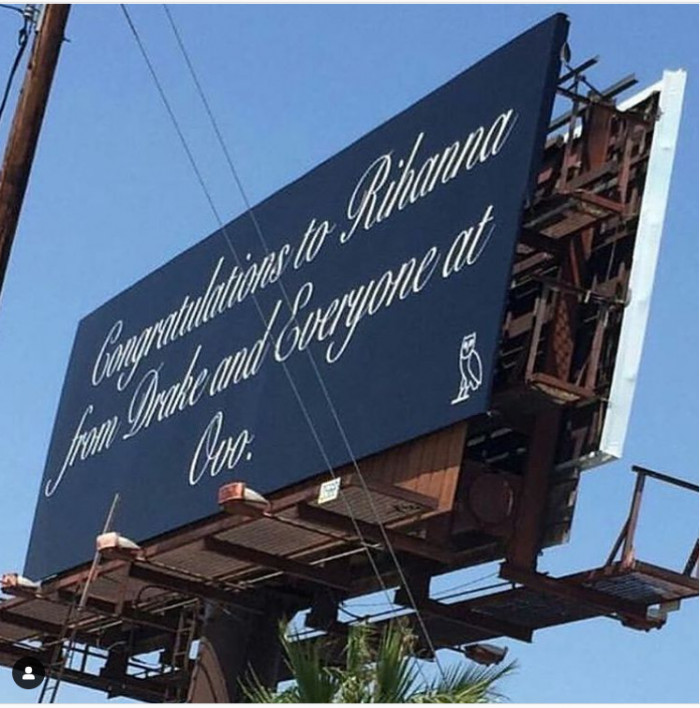 Congratulations to Rihanna
from Drake and Everyone at
Ovo.